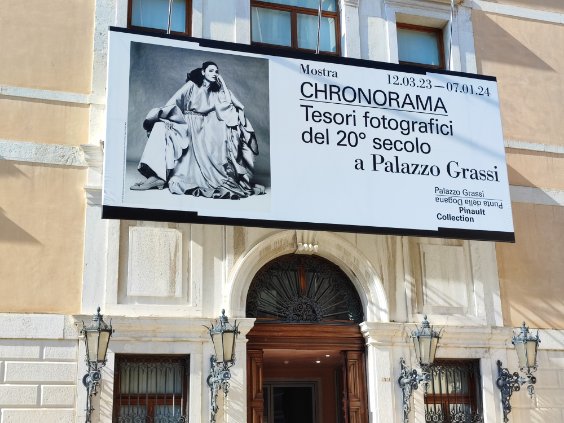 Mostra 12.03.23–07.01.24
CHRONORAMA
Tesori fotografici
del 20° secolo
a Palazzo Grassi
Palazzo Grassi
Punta della Dogana
Pinault
Collection